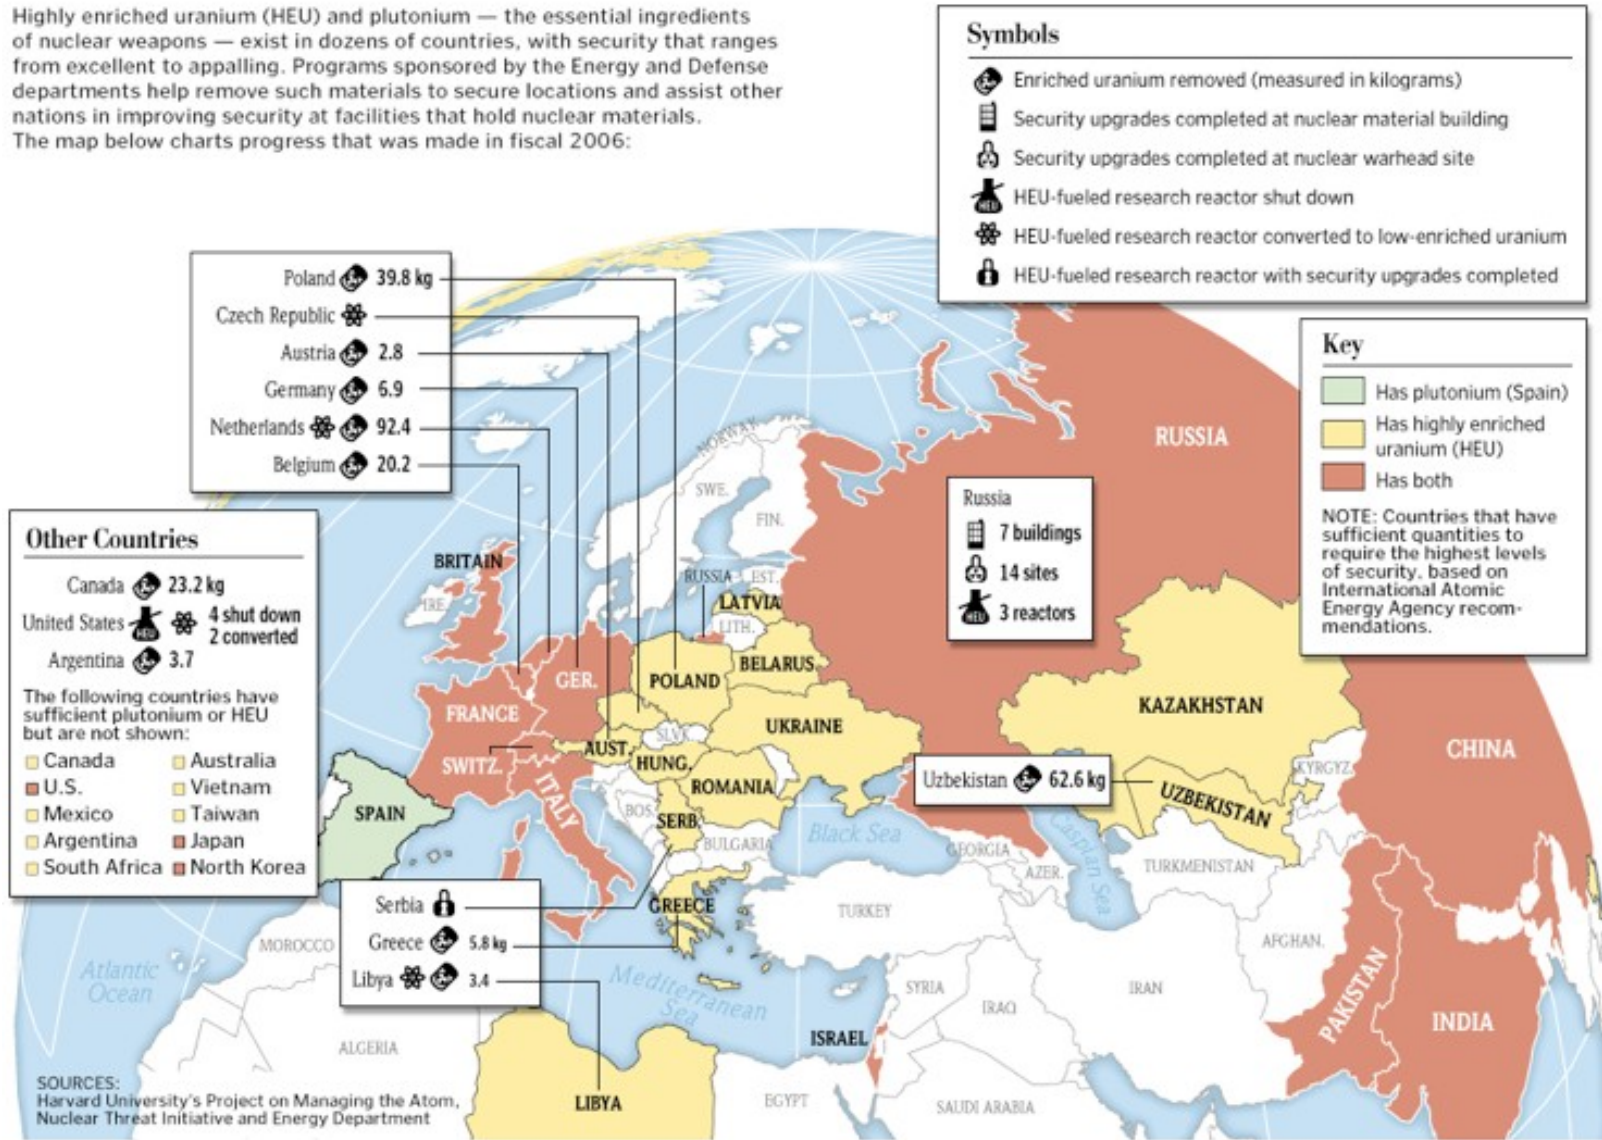 Highly enriched uranium (HEU) and plutonium — the essential ingredients
of nuclear weapons — exist in dozens of countries, with security that ranges
from excellent to appalling. Programs sponsored by the Energy and Defense
departments help remove such materials to secure locations and assist other
nations in improving security at facilities that hold nuclear materials.
The map below charts progress that was made in fiscal 2006:
Symbols
Enriched uranium removed (measured in kilograms)
Security upgrades completed at nuclear material building
Security upgrades completed at nuclear warhead site
HEU HEU-fueled research reactor shut down
HEU-fueled research reactor converted to low-enriched uranium
HEU-fueled research reactor with security upgrades completed
Key
Has plutonium (Spain)
Has highly enriched
uranium (HEU)
Has both
NOTE: Countries that have
sufficient quantities to
require the highest levels
of security. based on
International Atomic
Energy Agency recom-
mendations.
Poland 39.8 kg
Czech Republic
Austria 2.8
Germany 6.9
Netherlands 92.4
Belgium 20.2
Other Countries
Canada 23.2 kg
United States HEU 4 shut down
2 converted
Argentina 3.7
The following countries have
sufficient plutonium or HEU
but are not shown:
Canada Australia
U.S. Vietnam
Mexico Taiwan
Argentina Japan
South Africa North Korea
Russia
7 buildings
14 sites
HEU 3 reactors
Uzbekistan 62.6 kg
Serbia
Greece 5.8 kg
Libya 3.4
RUSSIA
NORWAY
SWE.
FIN.
BRITAIN
IRE.
RUSSIA
EST.
LATVIA
LITH.
BELARUS
POLAND
GER.
FRANCE
UKRAINE
KAZAKHSTAN
CHINA
SLVK.
AUST.
HUNG.
SWITZ.
ITALY
ROMANIA
KYRGYZ.
UZBEKISTAN
SPAIN
BOS.
SERB.
BULGARIA
Black Sea
GEORGIA
Caspian Sea
AZER.
TURKMENISTAN
GREECE
TURKEY
AFGHAN.
MOROCCO
Atlantic
Ocean
Mediterranean
Sea
SYRIA
IRAQ
IRAN
PAKISTAN
INDIA
ISRAEL
ALGERIA
LIBYA
EGYPT
SAUDI ARABIA
SOURCES:
Harvard University's Project on Managing the Atom,
Nuclear Threat Initiative and Energy Department